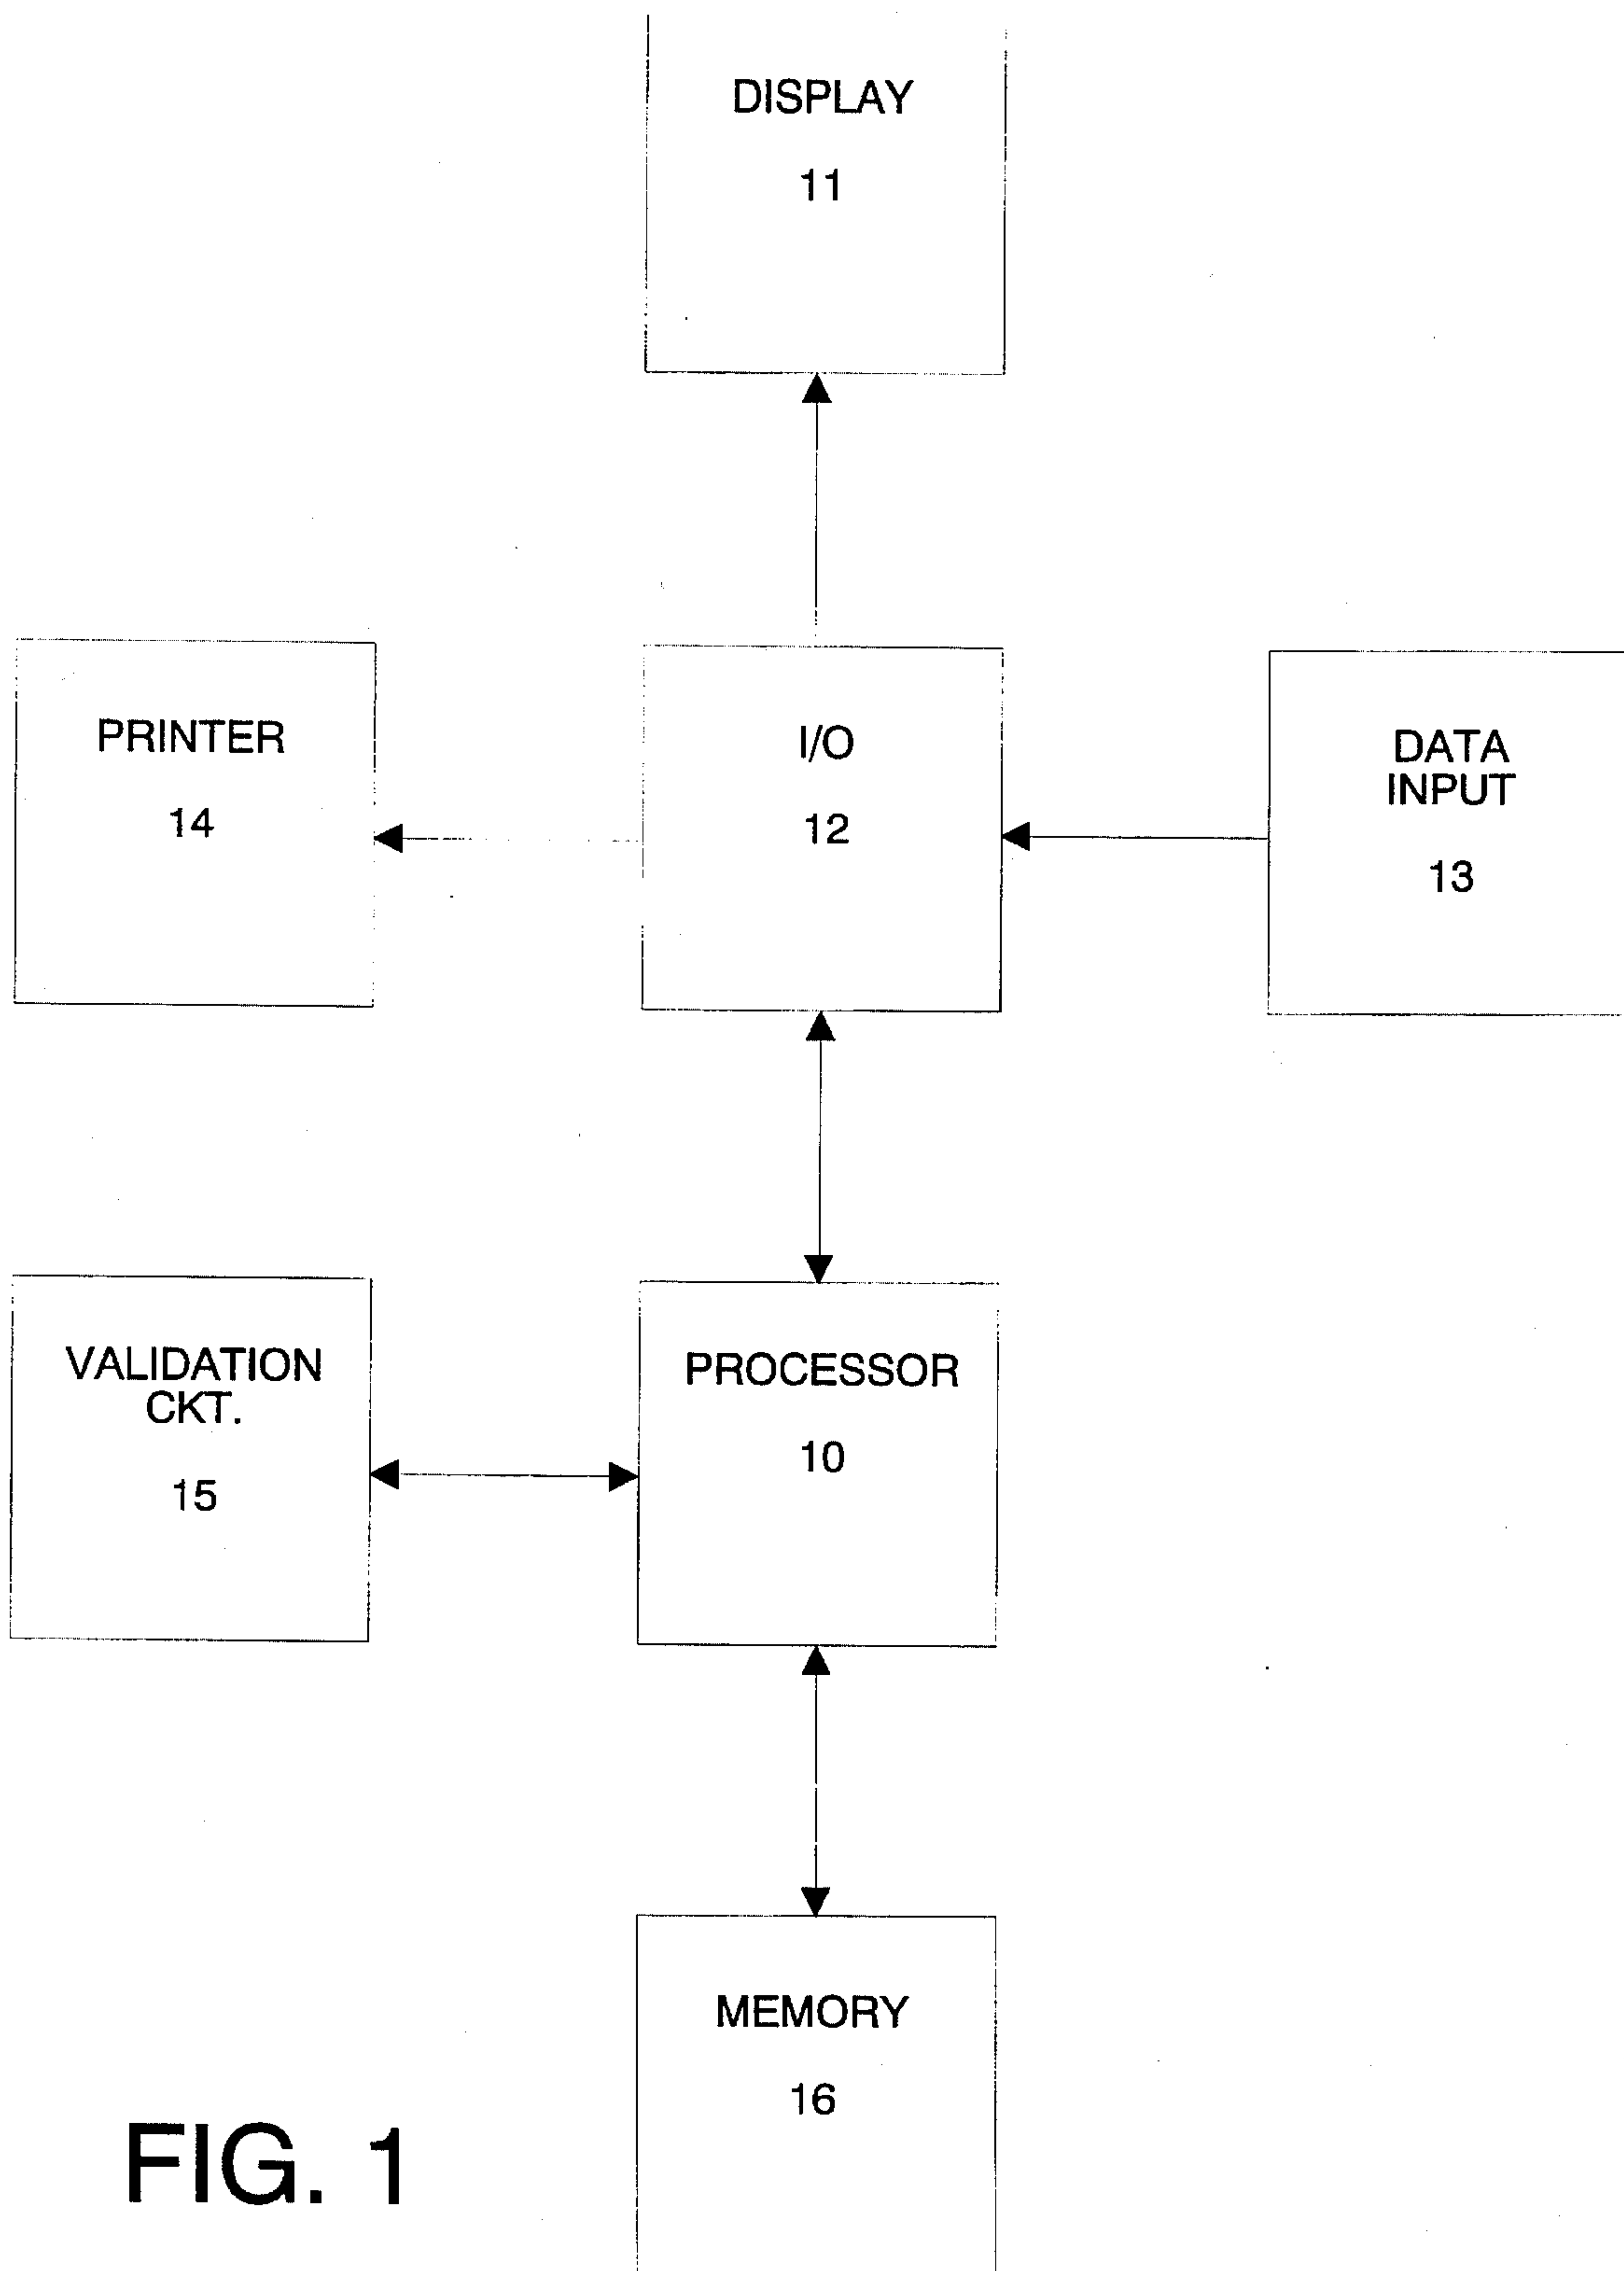 DISPLAY
11
PRINTER
14
I/O
12
DATA
INPUT
13
VALIDATION
CKT.
15
PROCESSOR
10
MEMORY
16
FIG. 1